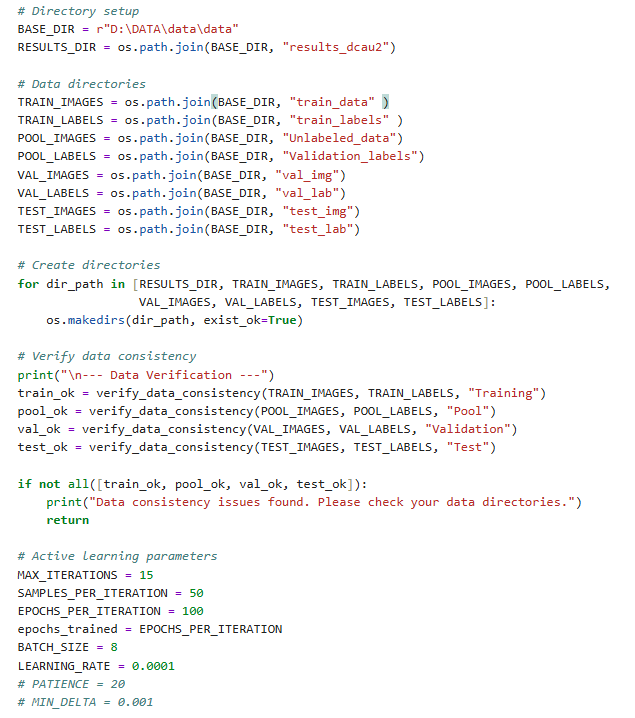 # Directory setup
BASE_DIR = r"D:\DATA\data\data"
RESULTS_DIR = os.path.join(BASE_DIR, "results_dcau2")
# Data directories
TRAIN_IMAGES = os.path.join(BASE_DIR, "train_data" )
TRAIN_LABELS = os.path.join(BASE_DIR, "train_labels" )
POOL_IMAGES = os.path.join(BASE_DIR, "Unlabeled_data")
POOL_LABELS = os.path.join(BASE_DIR, "Validation_labels")
VAL_IMAGES = os.path.join(BASE_DIR, "val_img")
VAL_LABELS = os.path.join(BASE_DIR, "val_lab")
TEST_IMAGES = os.path.join(BASE_DIR, "test_img")
TEST_LABELS = os.path.join(BASE_DIR, "test_lab")
# Create directories
for dir_path in [RESULTS_DIR, TRAIN_IMAGES, TRAIN_LABELS, POOL_IMAGES, POOL_LABELS,
                 VAL_IMAGES, VAL_LABELS, TEST_IMAGES, TEST_LABELS]:
    os.makedirs(dir_path, exist_ok=True)
# Verify data consistency
print("\n--- Data Verification ---")
train_ok = verify_data_consistency(TRAIN_IMAGES, TRAIN_LABELS, "Training")
pool_ok = verify_data_consistency(POOL_IMAGES, POOL_LABELS, "Pool")
val_ok = verify_data_consistency(VAL_IMAGES, VAL_LABELS, "Validation")
test_ok = verify_data_consistency(TEST_IMAGES, TEST_LABELS, "Test")
if not all([train_ok, pool_ok, val_ok, test_ok]):
    print("Data consistency issues found. Please check your data directories.")
    return
# Active learning parameters
MAX_ITERATIONS = 15
SAMPLES_PER_ITERATION = 50
EPOCHS_PER_ITERATION = 100
epochs_trained = EPOCHS_PER_ITERATION
BATCH_SIZE = 8
LEARNING_RATE = 0.0001
# PATIENCE = 20
# MIN_DELTA = 0.001